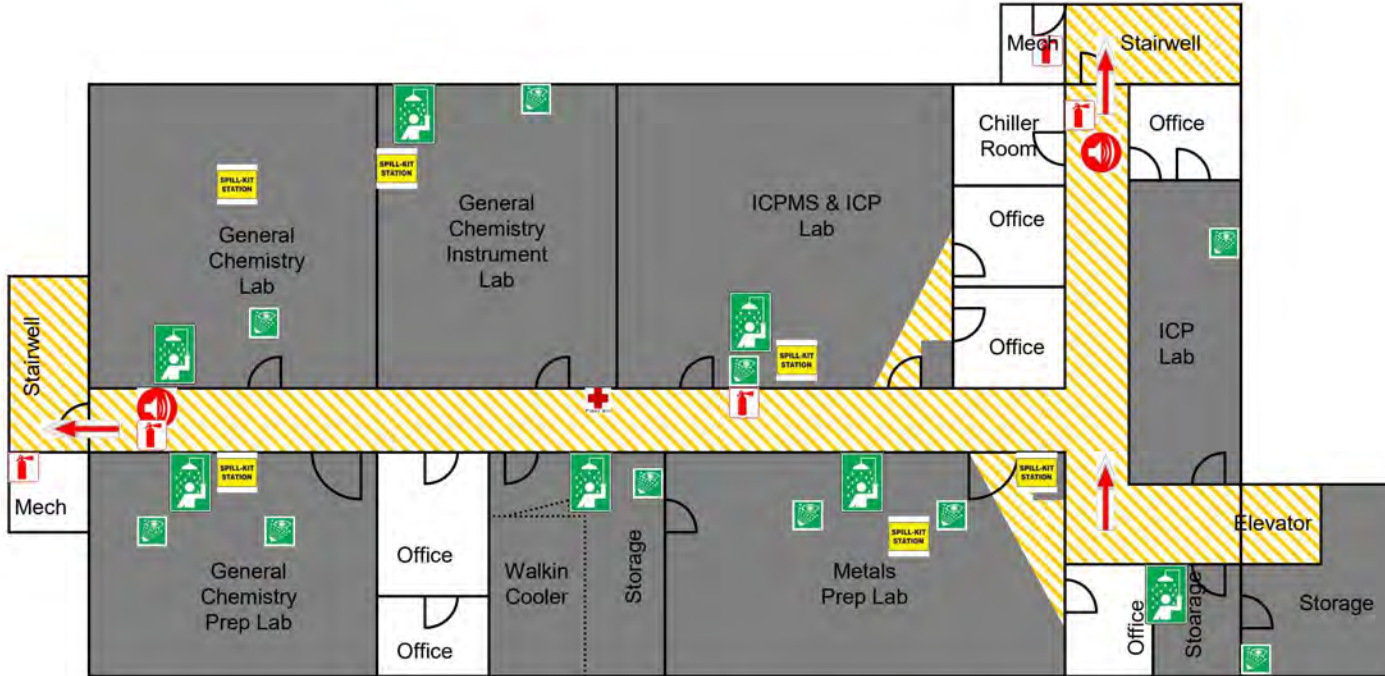 Mech
Stairwell
Chiller
Room
Office
SPILL-KIT
STATION
SPILL-KIT
STATION
General
Chemistry
Instrument
Lab
ICPMS & ICP
Lab
Office
General
Chemistry
Lab
Stairwell
Office
ICP
Lab
SPILL-KIT
STATION
Mech
SPILL-KIT
STATION
SPILL-KIT
STATION
SPILL-KIT
STATION
Elevator
Office
General
Chemistry
Prep Lab
Walkin
Cooler
Storage
Metals
Prep Lab
Office
Office
Stoarage
Storage